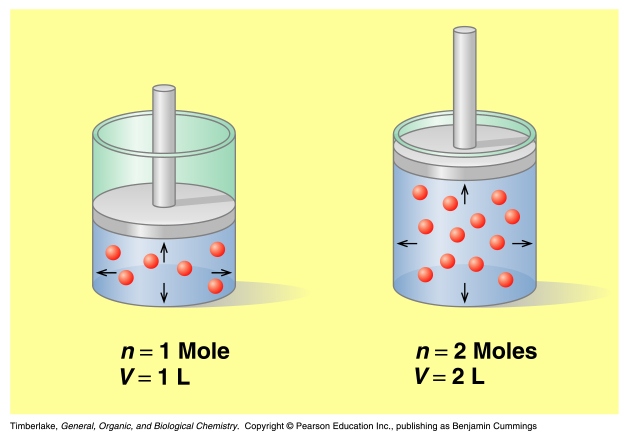 n = 1 Mole
V = 1 L
n = 2 Moles
V = 2 L
Timberlake, General, Organic, and Biological Chemistry. Copyright © Pearson Education Inc., publishing as Benjamin Cummings